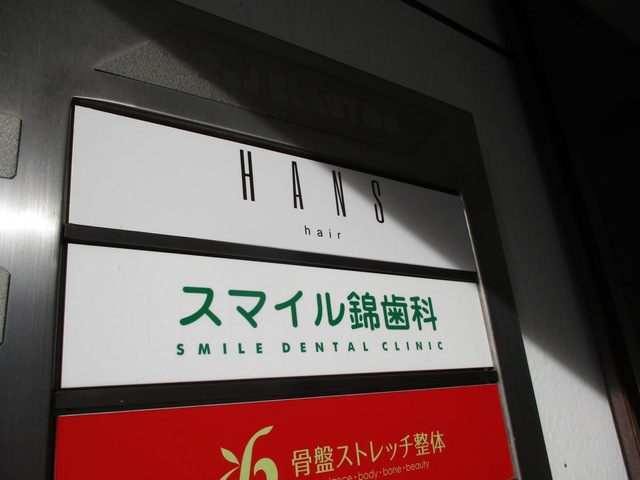 HANS
hair
スマイル錦歯科
SMILE DENTAL CLINIC
骨盤ストレッチ整体
・body・bone・beauty